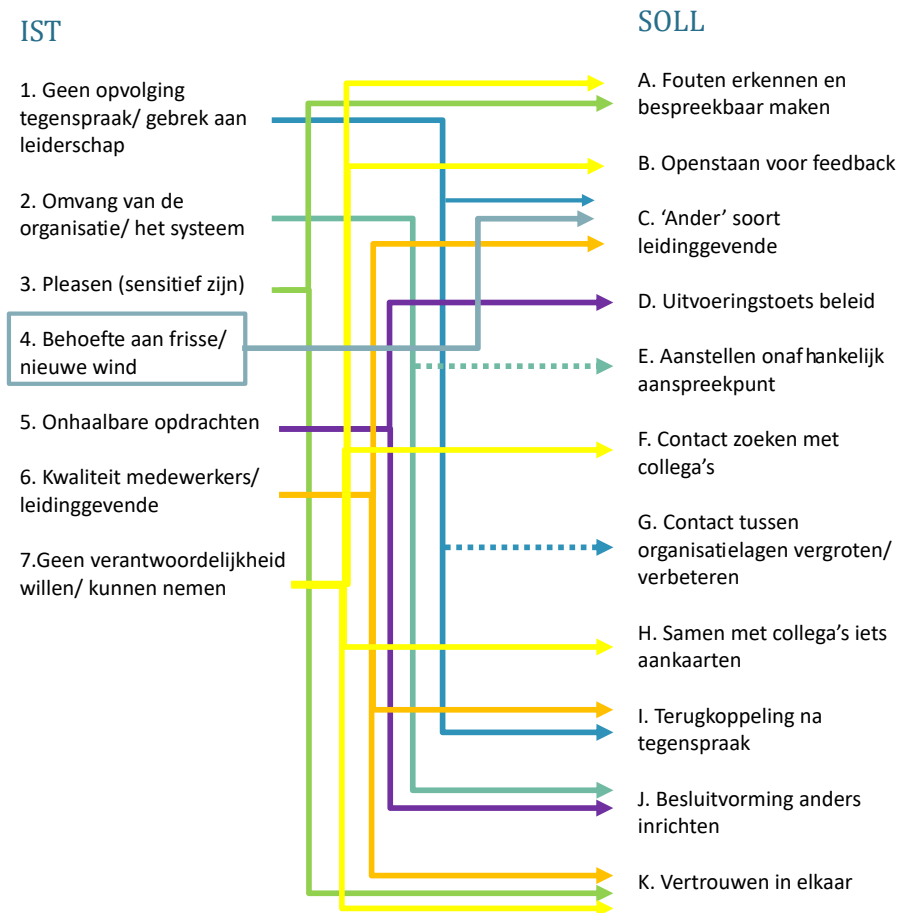 IST
1. Geen opvolging
tegenspraak/ gebrek aan
leiderschap
2. Omvang van de
organisatie/ het systeem
3. Pleasen (sensitief zijn)
4. Behoefte aan frisse/
nieuwe wind
5. Onhaalbare opdrachten
6. Kwaliteit medewerkers/
leidinggevende
7.Geen verantwoordelijkheid
willen/ kunnen nemen
SOLL
A. Fouten erkennen en
bespreekbaar maken
B. Openstaan voor feedback
C. ‘Ander’ soort
leidinggevende
D. Uitvoeringstoets beleid
E. Aanstellen onafhankelijk
aanspreekpunt
F. Contact zoeken met
collega’s
G. Contact tussen
organisatielagen vergroten/
verbeteren
H. Samen met collega’s iets
aankaarten
I. Terugkoppeling na
tegenspraak
J. Besluitvorming anders
inrichten
K. Vertrouwen in elkaar